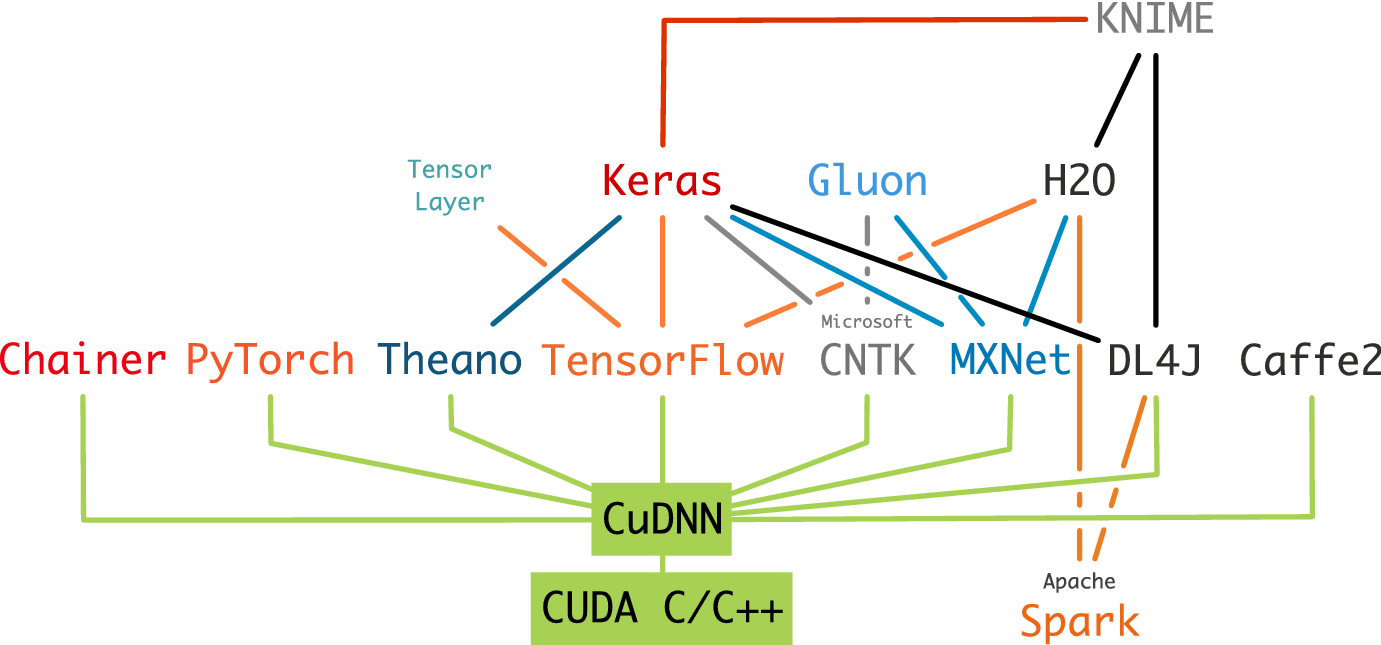 KNIME
Tensor
Layer
Keras
Gluon
H2O
Microsoft
Chainer
PyTorch
Theano
TensorFlow
CNTK
MXNet
DL4J
Caffe2
CuDNN
Apache
CUDA C/C++
Spark